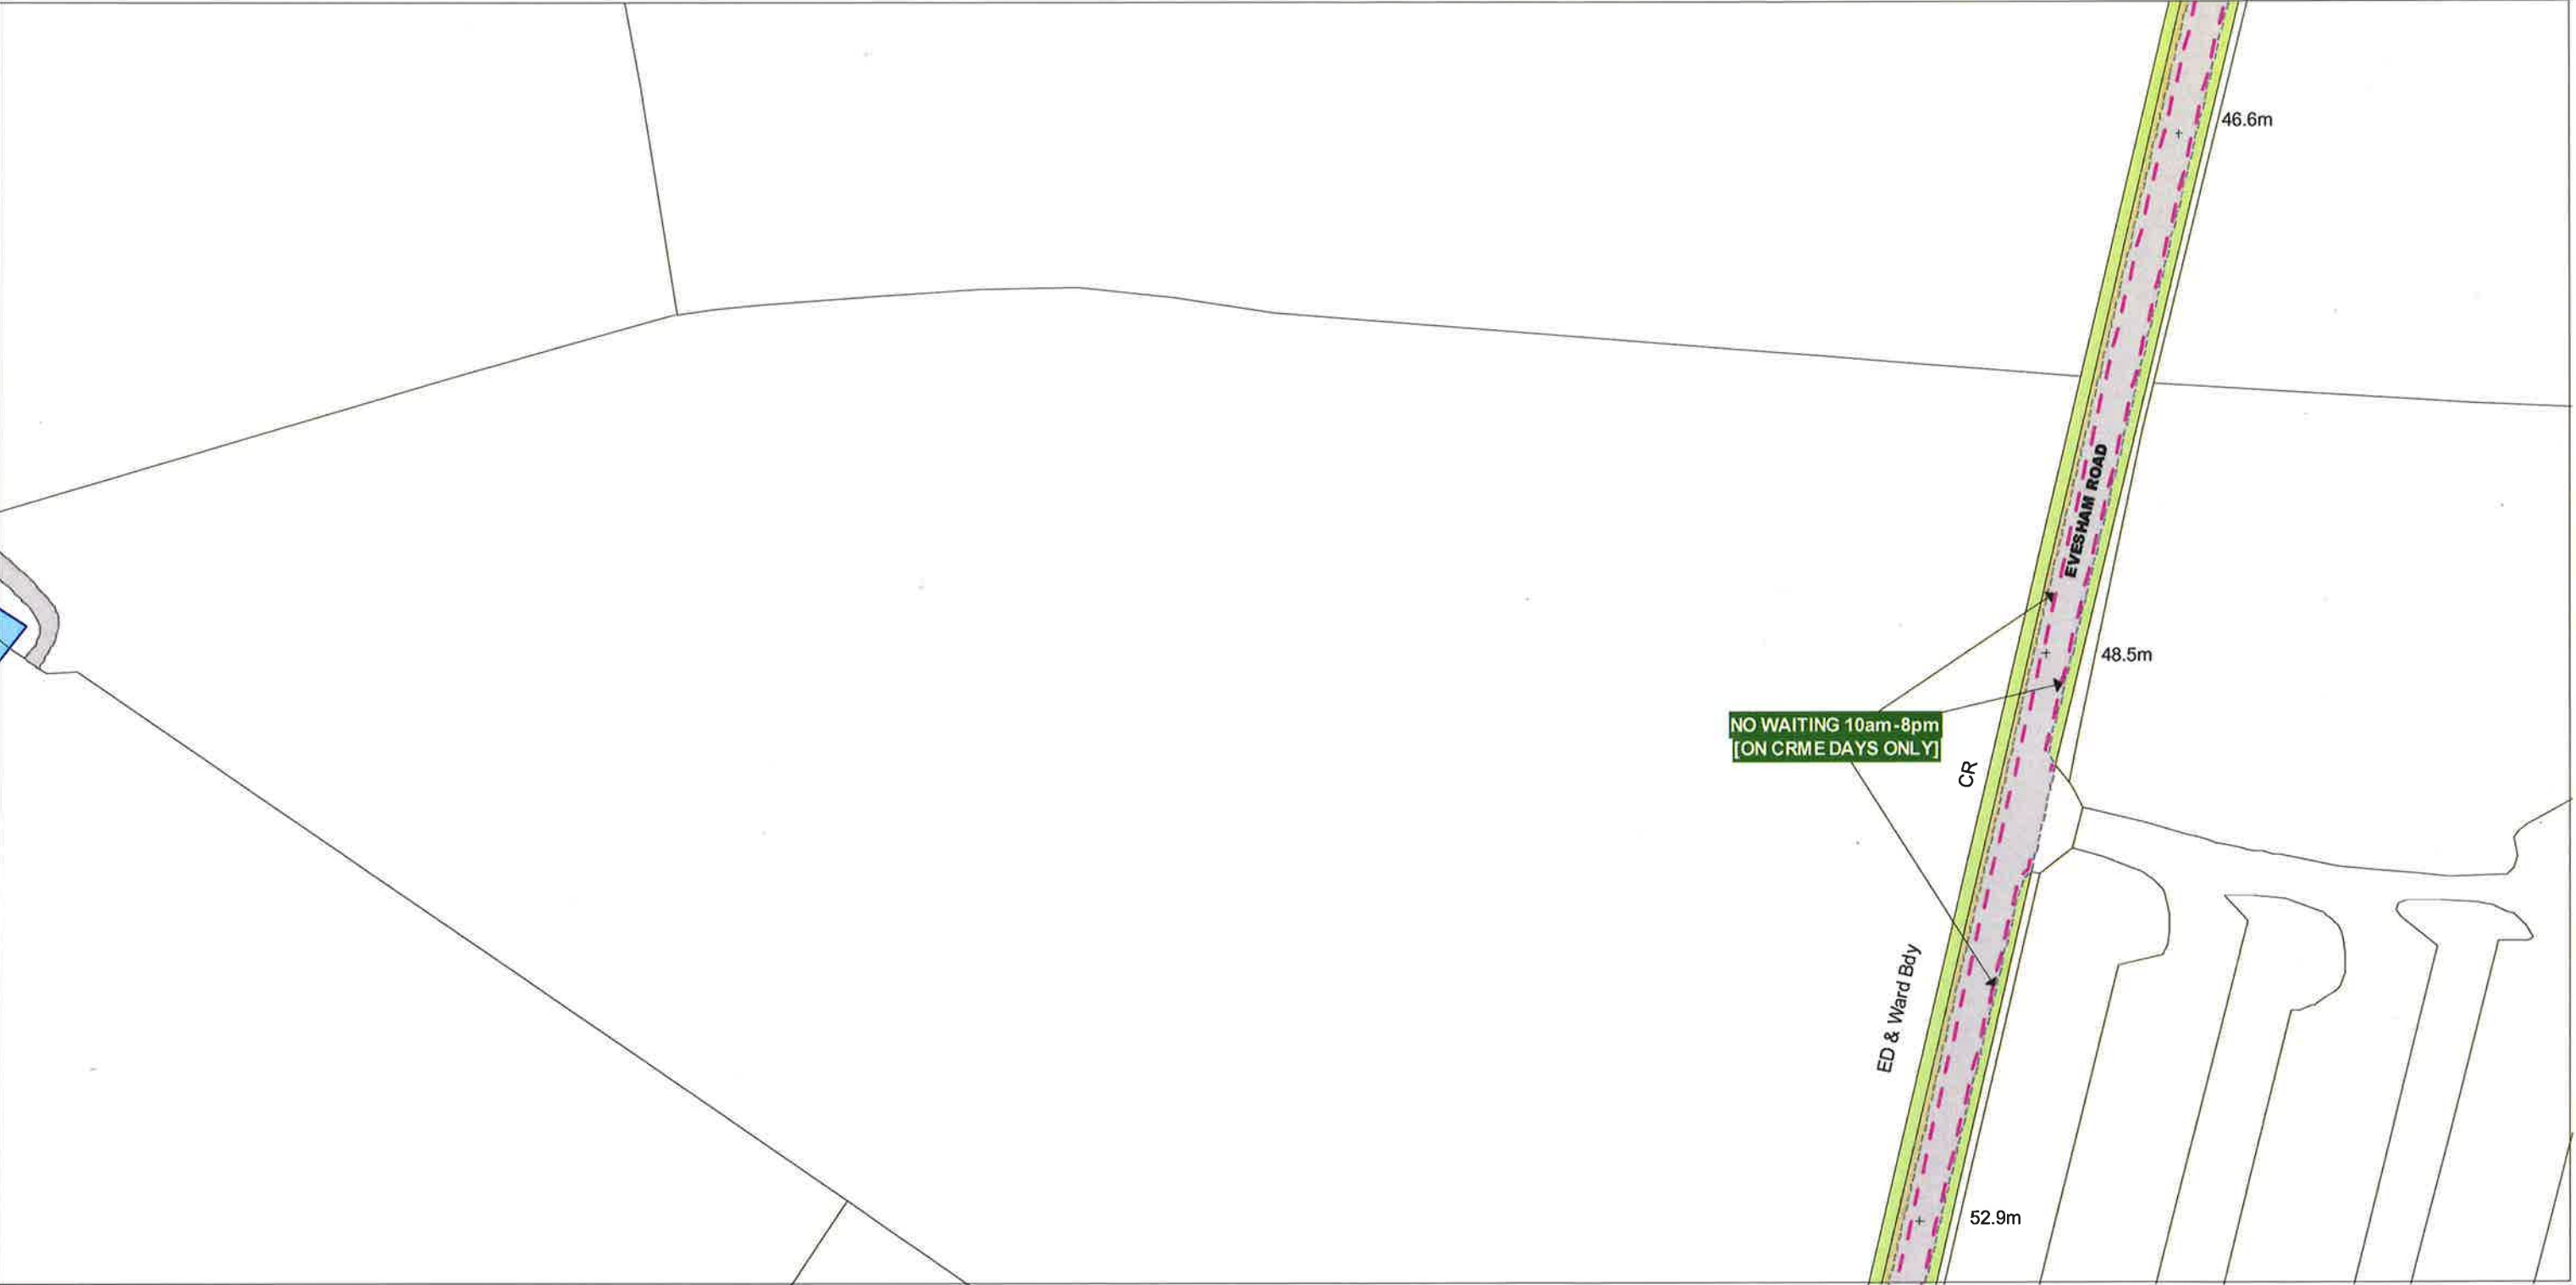 46.6m
EVESHAM ROAD
48.5m
NO WAITING 10am-8pm
[ON CRME DAYS ONLY]
CR
ED & Ward Bdy
52.9m